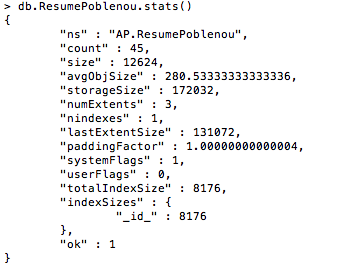 > db.ResumePoblenou.stats()
{
"ns" : "AP.ResumePoblenou",
"count" : 45,
"size" : 12624,
"avgObjSize" : 280.53333333333336,
"storageSize" : 172032,
"numExtents" : 3,
"nindexes" : 1,
"lastExtentSize" : 131072,
"paddingFactor" : 1.00000000000004,
"systemFlags" : 1,
"userFlags" : 0,
"totalIndexSize" : 8176,
"indexSizes" : {
"_id_" : 8176
},
"ok" : 1
}